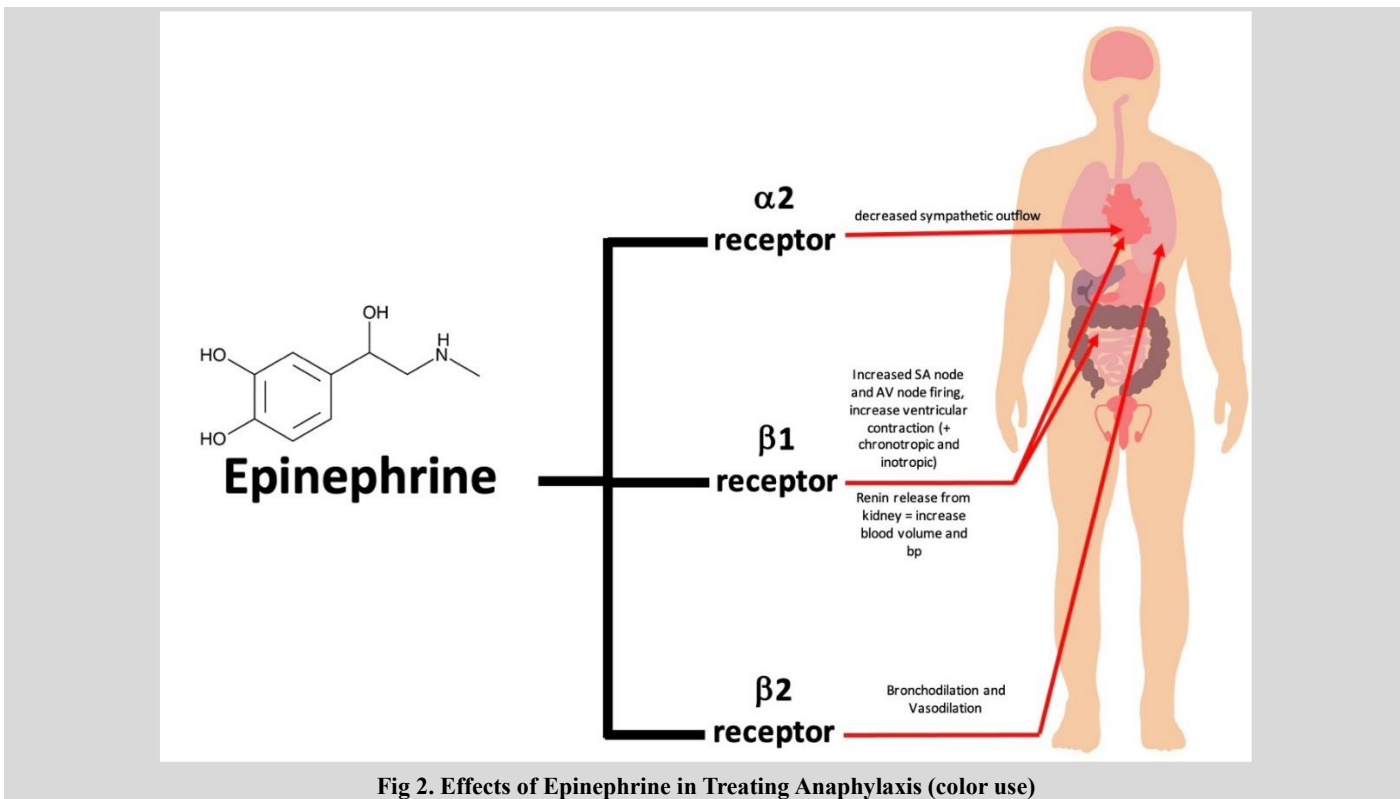 α2
receptor
decreased sympathetic outflow
OH
H
N
HO
HO
Epinephrine
β1
receptor
Increased SA node
and AV node firing,
increase ventricular
contraction (+
chronotropic and
inotropic)
Renin release from
kidney = increase
blood volume and
bp
β2
receptor
Bronchodilation and
Vasodilation
Fig 2. Effects of Epinephrine in Treating Anaphylaxis (color use)